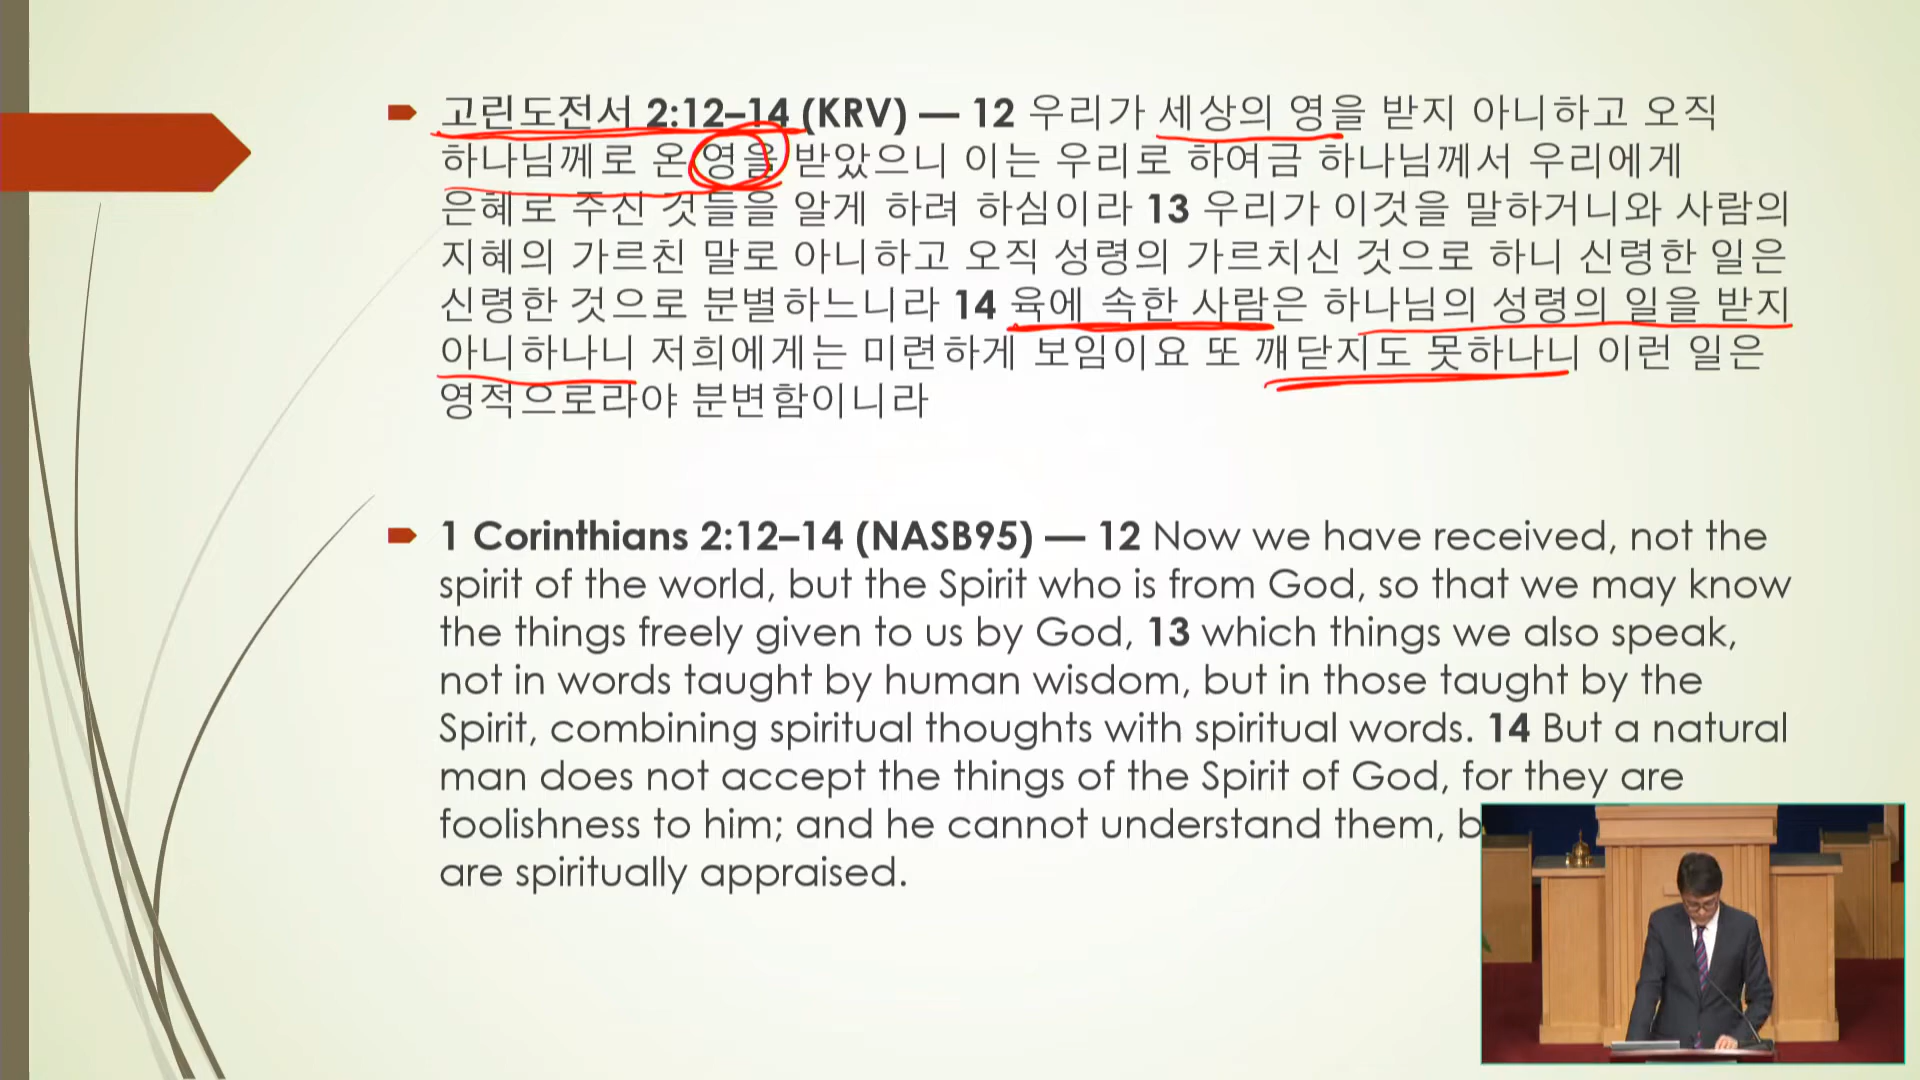 고린도전서 2:12–14 (KRV) — 12 우리가 세상의 영을 받지 아니하고 오직
하나님께로 온 영을 받았으니 이는 우리로 하여금 하나님께서 우리에게
은혜로 주신 것들을 알게 하려 하심이라 13 우리가 이것을 말하거니와 사람의
지혜의 가르친 말로 아니하고 오직 성령의 가르치신 것으로 하니 신령한 일은
신령한 것으로 분별하느니라 14 육에 속한 사람은 하나님의 성령의 일을 받지
아니하나니 저희에게는 미련하게 보임이요 또 깨닫지도 못하나니 이런 일은
영적으로라야 분변함이니라
1 Corinthians 2:12–14 (NASB95) — 12 Now we have received, not the
spirit of the world, but the Spirit who is from God, so that we may know
the things freely given to us by God, 13 which things we also speak,
not in words taught by human wisdom, but in those taught by the
Spirit, combining spiritual thoughts with spiritual words. 14 But a natural
man does not accept the things of the Spirit of God, for they are
foolishness to him; and he cannot understand them, b
are spiritually appraised.